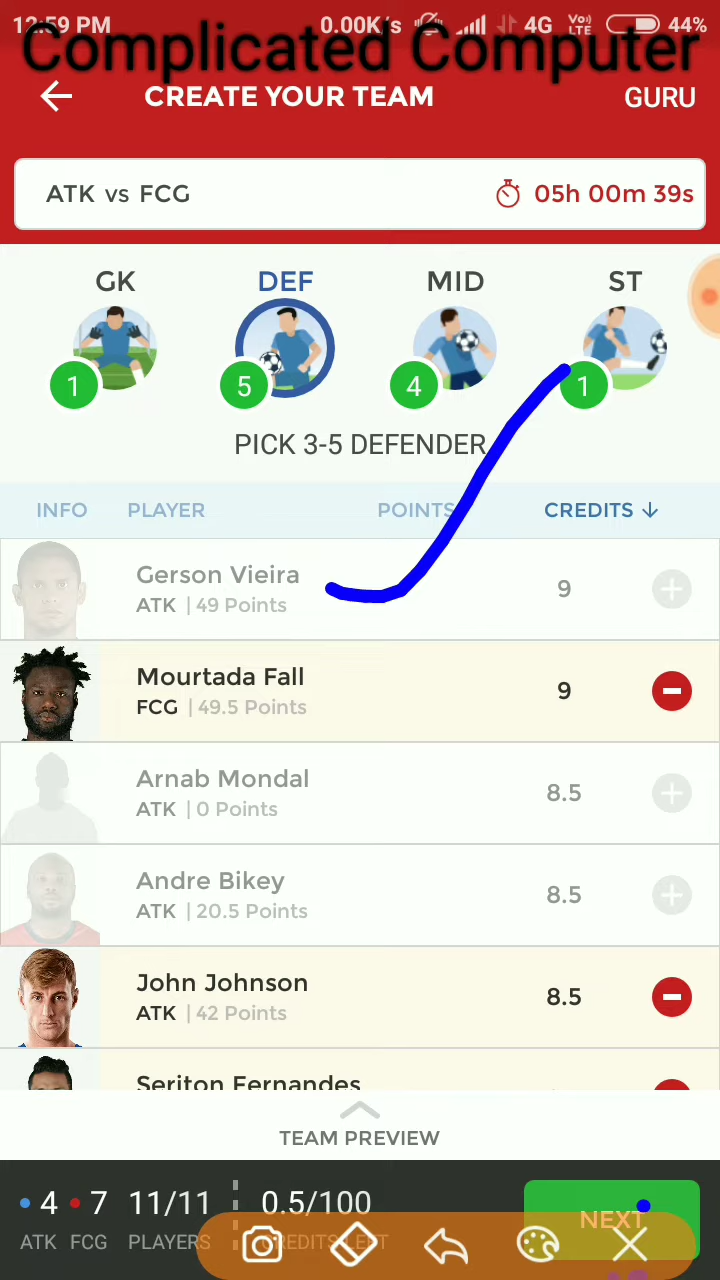 12:59 PM 0.00K/s 4G Vo) LTE 44%
Complicated Computer
CREATE YOUR TEAM GURU
ATK vs FCG 05h 00m 39s
GK DEF MID ST
1 5 4 1
PICK 3-5 DEFENDER
INFO PLAYER POINTS CREDITS ↓
Gerson Vieira
ATK | 49 Points 9
Mourtada Fall
FCG | 49.5 Points 9
Arnab Mondal
ATK | 0 Points 8.5
Andre Bikey
ATK | 20.5 Points 8.5
John Johnson
ATK | 42 Points 8.5
Seriton Fernandes
TEAM PREVIEW
4 7 11/11 0.5/100 NEXT
ATK FCG PLAYERS CREDITS LEFT